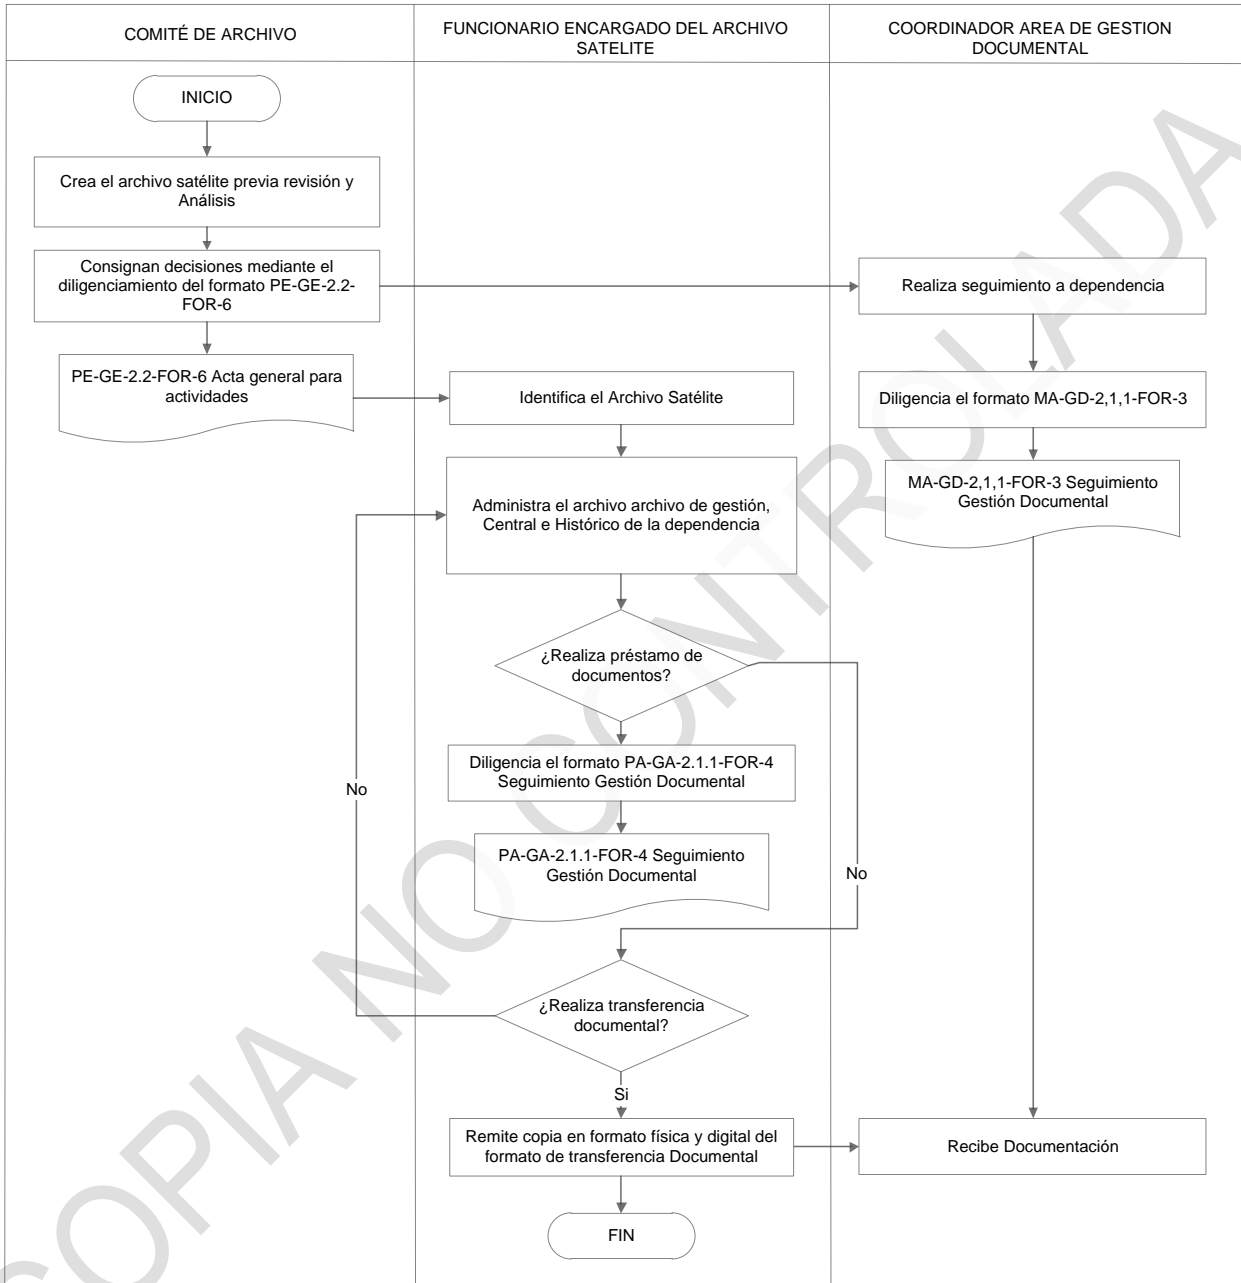 COMITÉ DE ARCHIVO
FUNCIONARIO ENCARGADO DEL ARCHIVO
SATELITE
COORDINADOR AREA DE GESTION
DOCUMENTAL
INICIO
Crea el archivo satélite previa revisión y
Análisis
Consignan decisiones mediante el
diligenciamiento del formato PE-GE-2.2-
FOR-6
Realiza seguimiento a dependencia
PE-GE-2.2-FOR-6 Acta general para
actividades
Identifica el Archivo Satélite
Diligencia el formato MA-GD-2,1,1-FOR-3
MA-GD-2,1,1-FOR-3 Seguimiento
Gestión Documental
Administra el archivo archivo de gestión,
Central e Histórico de la dependencia
¿Realiza préstamo de
documentos?
Diligencia el formato PA-GA-2.1.1-FOR-4
Seguimiento Gestión Documental
No
PA-GA-2.1.1-FOR-4 Seguimiento
Gestión Documental
No
¿Realiza transferencia
documental?
Si
Remite copia en formato física y digital del
formato de transferencia Documental
Recibe Documentación
FIN
COPIA NO CONTROLADA